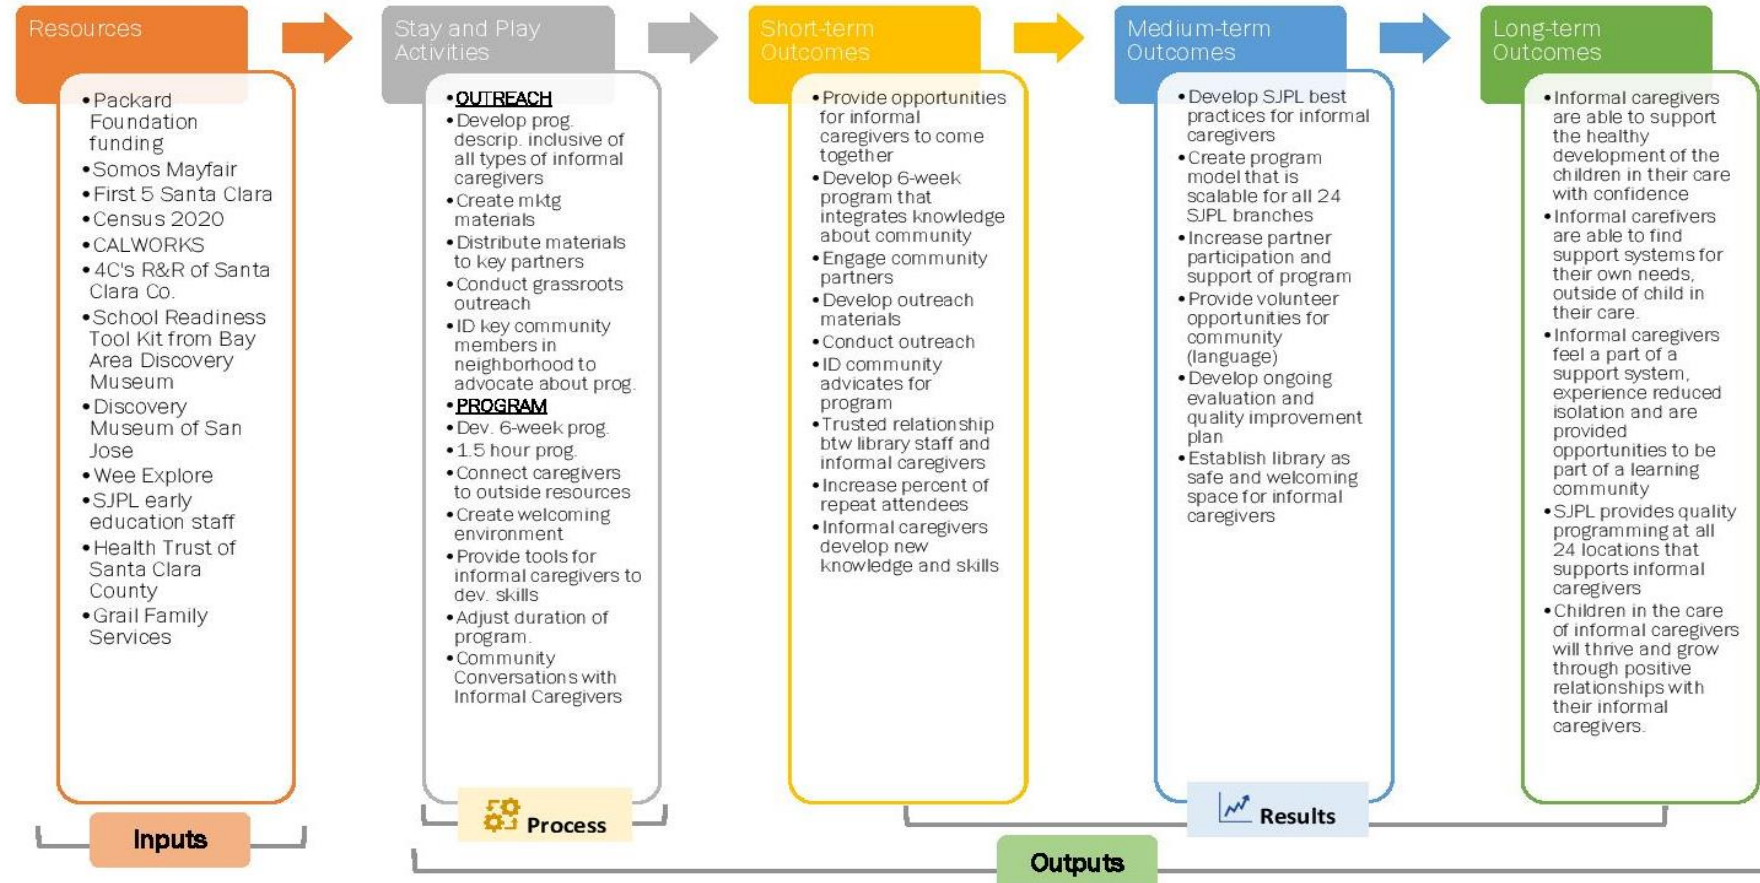 Resources
• Packard
Foundation
funding
• Somos Mayfair
• First 5 Santa Clara
• Census 2020
• CALWORKS
• 4C's R&R of Santa
Clara Co.
• School Readiness
Tool Kit from Bay
Area Discovery
Museum
• Discovery
Museum of San
Jose
• Wee Explore
• SJPL early
education staff
• Health Trust of
Santa Clara
County
• Grail Family
Services
Inputs
Stay and Play
Activities
• OUTREACH
• Develop prog.
descrip. inclusive of
all types of informal
caregivers
• Create mktg
materials
• Distribute materials
to key partners
• Conduct grassroots
outreach
• ID key community
members in
neighborhood to
advocate about prog.
• PROGRAM
• Dev. 6-week prog.
• 1.5 hour prog.
• Connect caregivers
to outside resources
• Create welcoming
environment
• Provide tools for
informal caregivers to
dev. skills
• Adjust duration of
program.
• Community
Conversations with
Informal Caregivers
Process
Short-term
Outcomes
• Provide opportunities
for informal
caregivers to come
together
• Develop 6-week
program that
integrates knowledge
about community
• Engage community
partners
• Develop outreach
materials
• Conduct outreach
• ID community
advicates for
program
• Trusted relationship
btw library staff and
informal caregivers
• Increase percent of
repeat attendees
• Informal caregivers
develop new
knowledge and skills
Medium-term
Outcomes
• Develop SJPL best
practices for informal
caregivers
• Create program
model that is
scalable for all 24
SJPL branches
• Increase partner
participation and
support of program
• Provide volunteer
opportunities for
community
(language)
• Develop ongoing
evaluation and
quality improvement
plan
• Establish library as
safe and welcoming
space for informal
caregivers
Results
Long-term
Outcomes
• Informal caregivers
are able to support
the healthy
development of the
children in their care
with confidence
• Informal carefivers
are able to find
support systems for
their own needs,
outside of child in
their care.
• Informal caregivers
feel a part of a
support system,
experience reduced
isolation and are
provided
opportunities to be
part of a learning
community
• SJPL provides quality
programming at all
24 locations that
supports informal
caregivers
• Children in the care
of informal caregivers
will thrive and grow
through positive
relationships with
their informal
caregivers.
Outputs